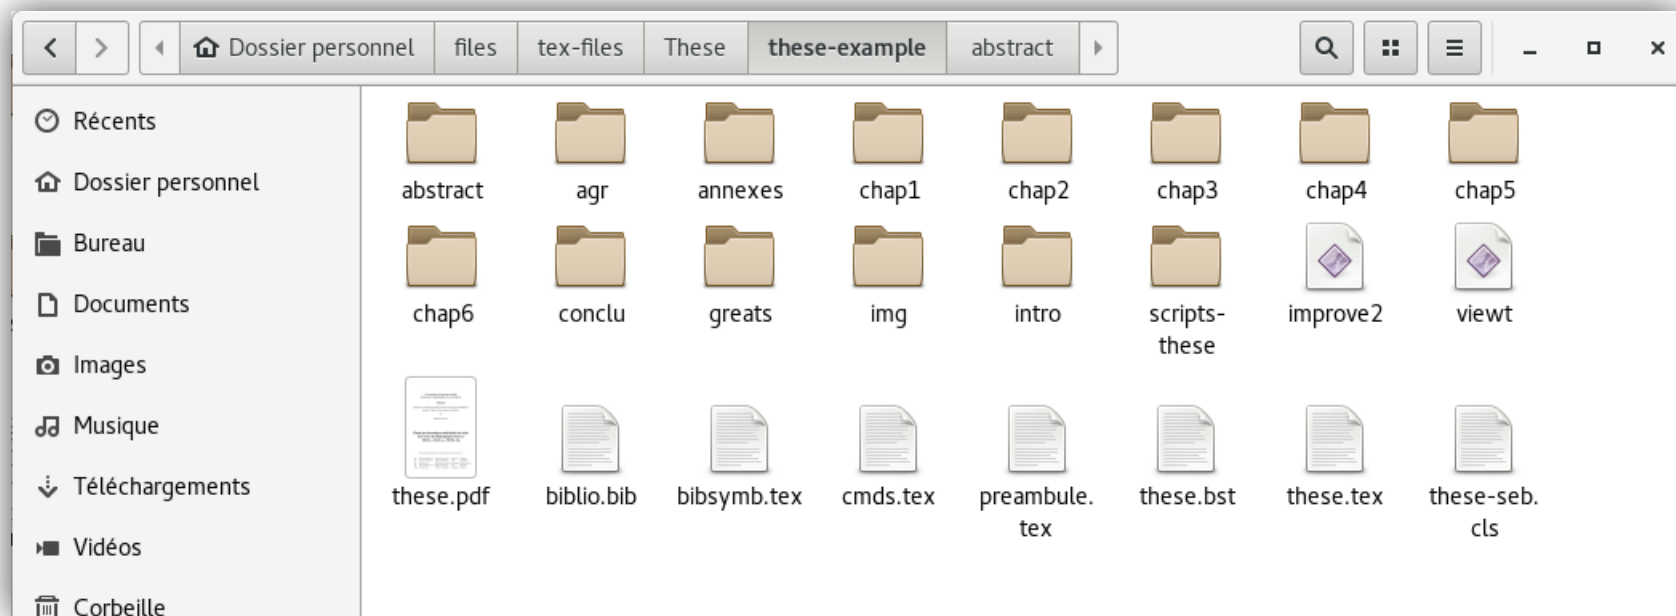 Dossier personnel files tex-files These these-example abstract
Récents
Dossier personnel
Bureau
Documents
Images
Musique
Téléchargements
Vidéos
Corbeille
abstract agr annexes chap1 chap2 chap3 chap4 chap5
chap6 conclu greats img intro scripts- improve2 viewt
these
these.pdf biblio.bib bibsymb.tex cmds.tex preambule. these.bst these.tex these-seb.
tex cls